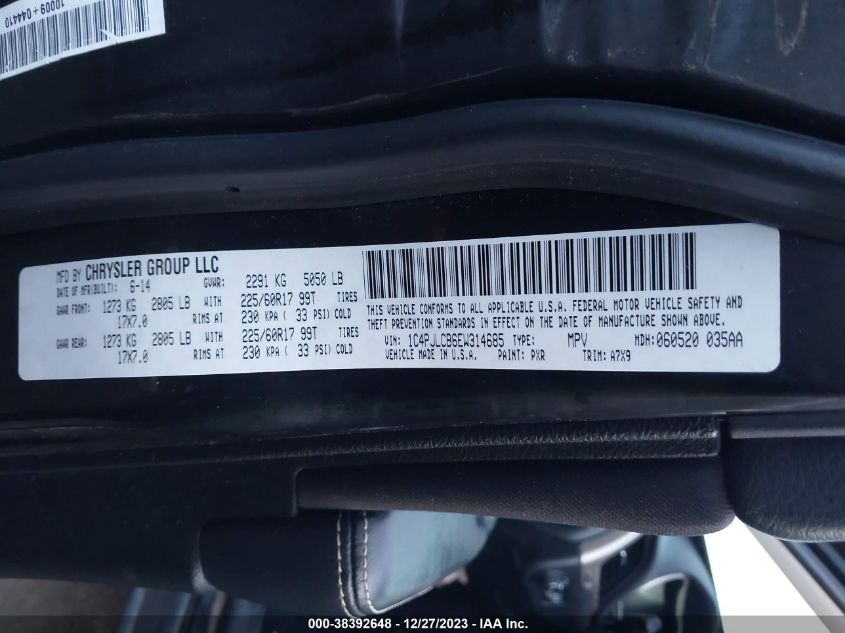 10009 - 04410
MFD BY CHRYSLER GROUP LLC
DATE OF MFR(BUILT): 6-14 GVWR: 2291 KG 5050 LB
GAWR FRONT: 1273 KG 2805 LB WITH 225/60R17 99T TIRES
17X7.0 RIMS AT 230 KPA ( 33 PSI) COLD
GAWR REAR: 1273 KG 2805 LB WITH 225/60R17 99T TIRES
17X7.0 RIMS AT 230 KPA ( 33 PSI) COLD
THIS VEHICLE CONFORMS TO ALL APPLICABLE U.S.A. FEDERAL MOTOR VEHICLE SAFETY AND
THEFT PREVENTION STANDARDS IN EFFECT ON THE DATE OF MANUFACTURE SHOWN ABOVE.
VIN: 1C4PJLCB6EW314685 TYPE: MPV MDH: 060520 035AA
VEHICLE MADE IN U.S.A. PAINT: PXR TRIM: A7X9
000-38392648 - 12/27/2023 - IAA Inc.